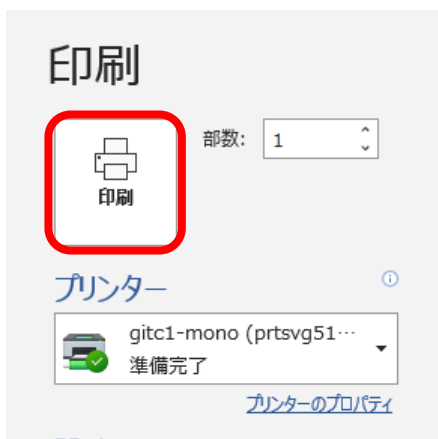 印刷
部数: 1
印刷
プリンター
gitc1-mono (prtsvg51…
準備完了
プリンターのプロパティ